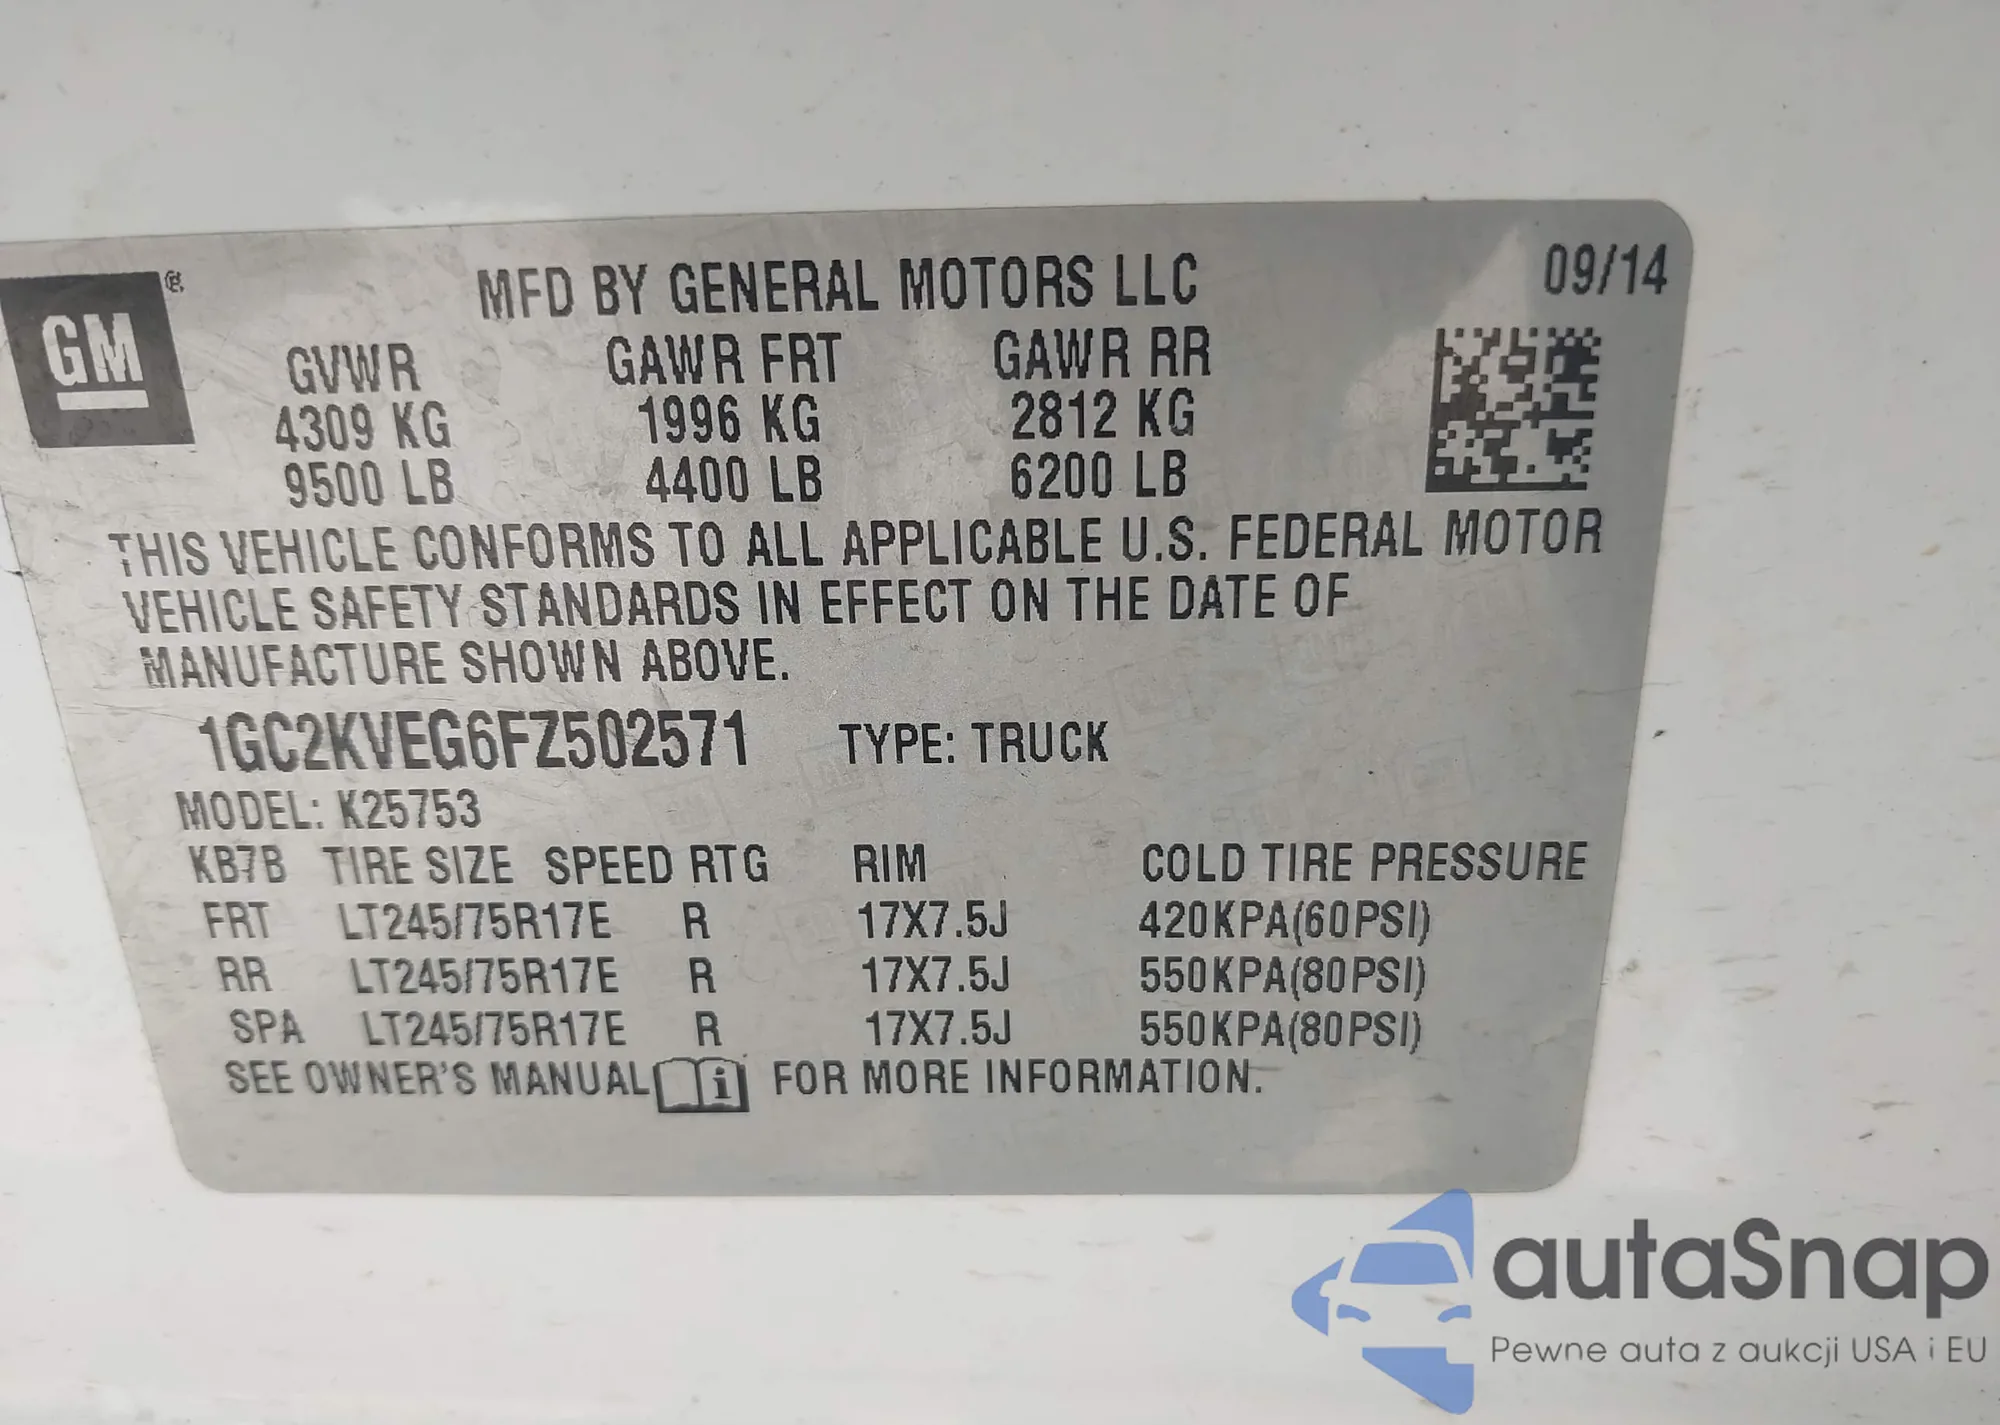 GM
MFD BY GENERAL MOTORS LLC 09/14
GVWR GAWR FRT GAWR RR
4309 KG 1996 KG 2812 KG
9500 LB 4400 LB 6200 LB
THIS VEHICLE CONFORMS TO ALL APPLICABLE U.S. FEDERAL MOTOR
VEHICLE SAFETY STANDARDS IN EFFECT ON THE DATE OF
MANUFACTURE SHOWN ABOVE.
1GC2KVEG6FZ502571 TYPE: TRUCK
MODEL: K25753
KB7B TIRE SIZE SPEED RTG RIM COLD TIRE PRESSURE
FRT LT245/75R17E R 17X7.5J 420KPA(60PSI)
RR LT245/75R17E R 17X7.5J 550KPA(80PSI)
SPA LT245/75R17E R 17X7.5J 550KPA(80PSI)
SEE OWNER'S MANUAL i FOR MORE INFORMATION.
autaSnap
Pewne auta z aukcji USA i EU